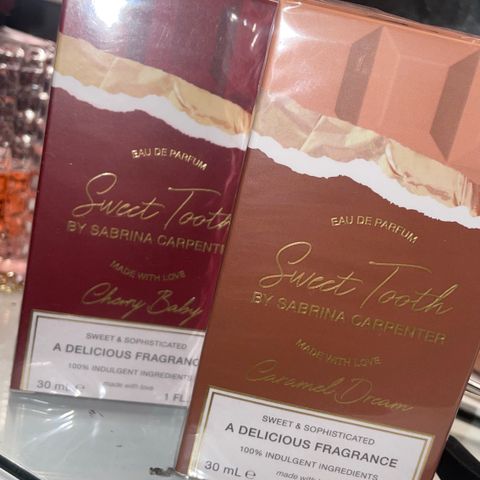 EAU DE PARFUM
Sweet Tooth
BY SABRINA CARPENTER
MADE WITH LOVE
Cherry Baby
SWEET & SOPHISTICATED
A DELICIOUS FRAGRANCE
100% INDULGENT INGREDIENTS
30 mL ℮ made with love 1 FL
EAU DE PARFUM
Sweet Tooth
BY SABRINA CARPENTER
MADE WITH LOVE
Caramel Dream
SWEET & SOPHISTICATED
A DELICIOUS FRAGRANCE
100% INDULGENT INGREDIENTS
30 mL ℮ made with